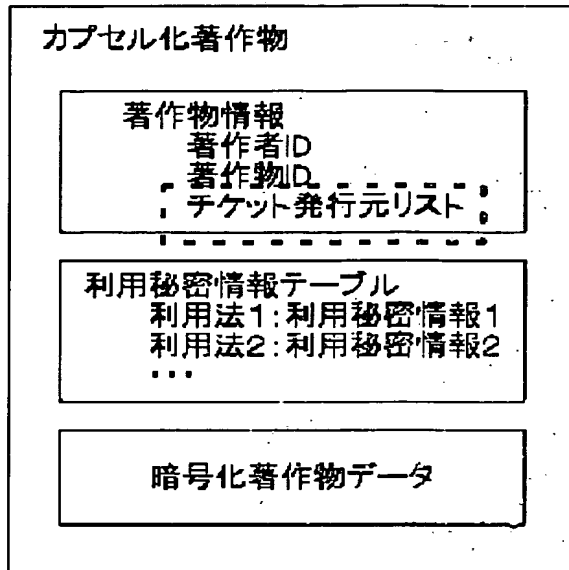 カプセル化著作物
著作物情報
著作者ID
著作物ID
チケット発行元リスト
利用秘密情報テーブル
利用法1:利用秘密情報1
利用法2:利用秘密情報2
・・・
暗号化著作物データ